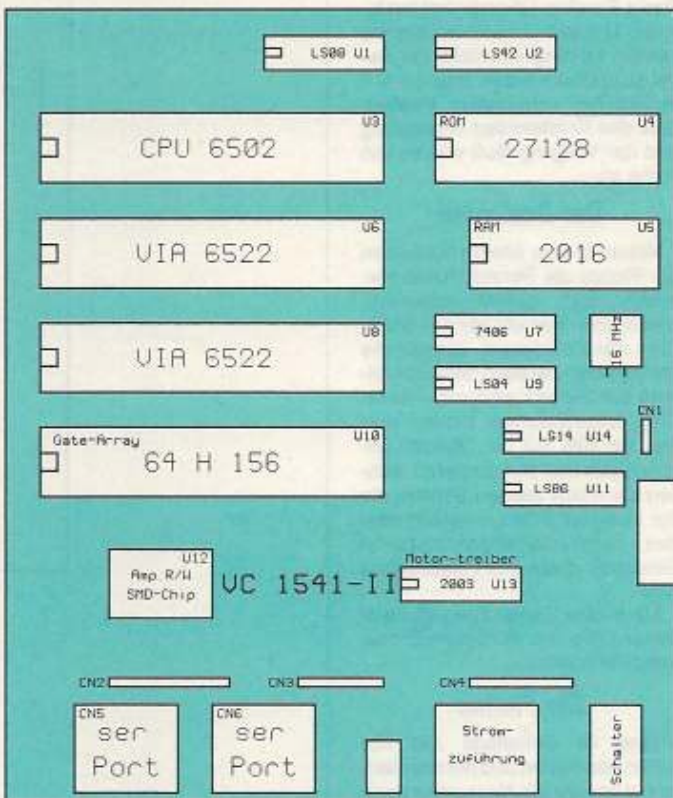 LS08 U1
LS42 U2
U3
CPU 6502
ROM U4
27128
U6
VIA 6522
RAM U5
2016
U8
VIA 6522
7406 U7
16 MHz
LS04 U9
CN1
Gate-Array U10
64 H 156
LS14 U14
LS86 U11
U12
Amp R/W
SMD-Chip
VC 1541-II
Motor-treiber
2003 U13
CN2
CN3
CN4
CN5
ser
Port
CN6
ser
Port
Strom-
zuführung
Schalter